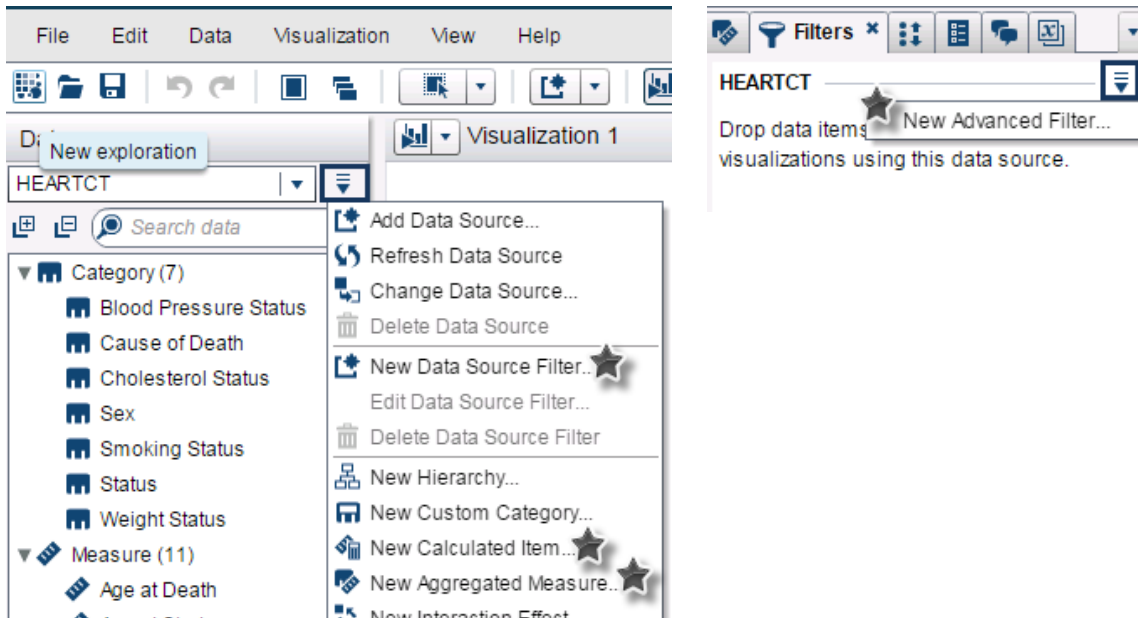 File Edit Data Visualization View Help
New exploration
Visualization 1
HEARTCT
Search data
Category (7)
Blood Pressure Status
Cause of Death
Cholesterol Status
Sex
Smoking Status
Status
Weight Status
Measure (11)
Age at Death
Add Data Source...
Refresh Data Source
Change Data Source...
Delete Data Source
New Data Source Filter..
Edit Data Source Filter...
Delete Data Source Filter
New Hierarchy...
New Custom Category...
New Calculated Item...
New Aggregated Measure..
New Interaction Effect
Filters
HEARTCT
New Advanced Filter...
Drop data items
visualizations using this data source.